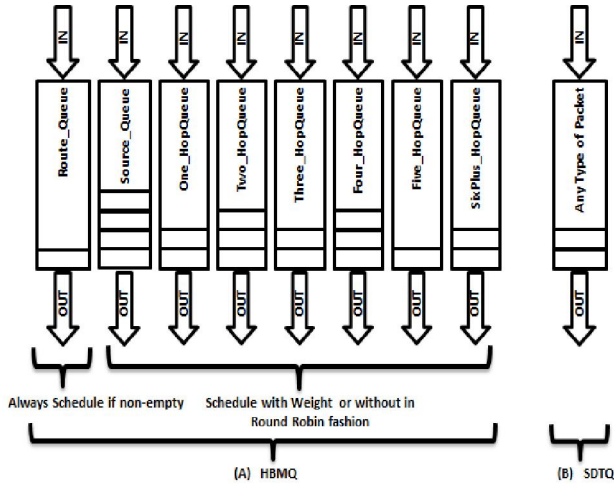 IN IN IN IN IN IN IN IN IN
Route_Queue
Source_Queue
One_HopQueue
Two_HopQueue
Three_HopQueue
Four_HopQueue
Five_HopQueue
SixPlus_HopQueue
Any Type of Packet
OUT OUT OUT OUT OUT OUT OUT OUT OUT
Always Schedule if non-empty
Schedule with Weight or without in
Round Robin fashion
(A) HBMQ
(B) SDTQ